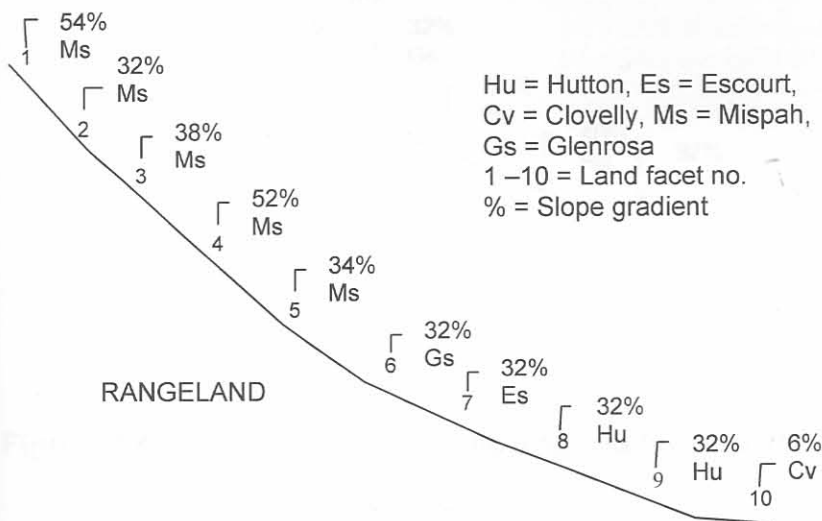 54%
1 Ms
32%
Ms
2
38%
Ms
3
52%
Ms
4
34%
Ms
5
32%
Gs
6
32%
Es
7
32%
Hu
8
32%
Hu
9
6%
Cv
10
Hu = Hutton, Es = Escourt,
Cv = Clovelly, Ms = Mispah,
Gs = Glenrosa
1 –10 = Land facet no.
% = Slope gradient
RANGELAND